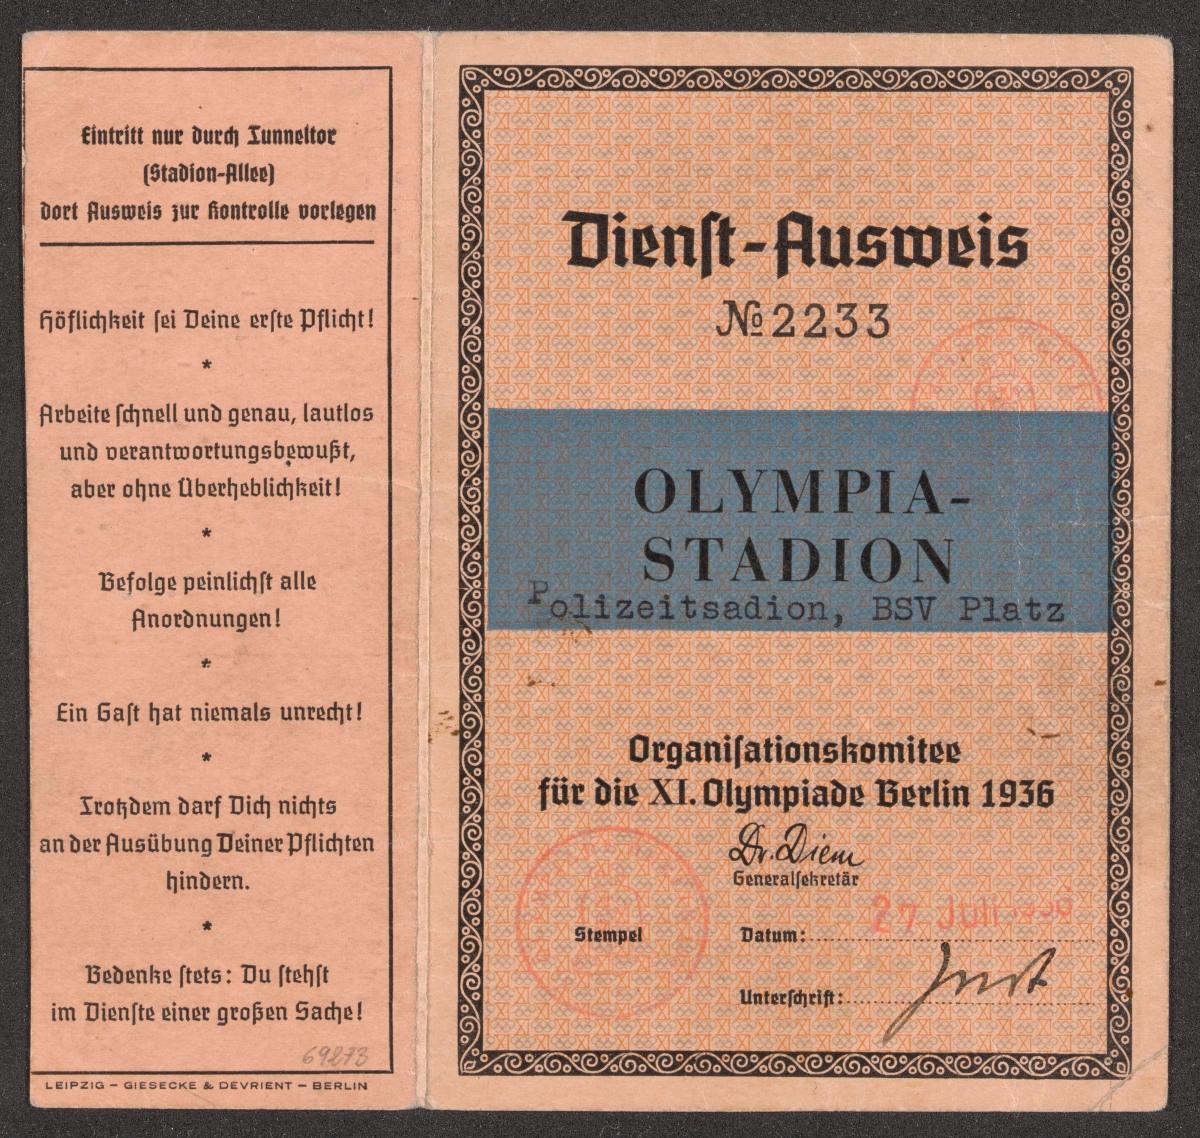 Eintritt nur durch Tunneltor
(Stadion-Allee)
dort Ausweis zur Kontrolle vorlegen
Höflichkeit ſei Deine erſte Pflicht!
*
Arbeite ſchnell und genau, lautlos
und verantwortungsbewußt,
aber ohne Überheblichkeit!
*
Befolge peinlichſt alle
Anordnungen!
*
Ein Gaſt hat niemals unrecht!
*
Trotzdem darf Dich nichts
an der Ausübung Deiner Pflichten
hindern.
*
Bedenke ſtets: Du ſtehſt
im Dienſte einer großen Sache!
69273
LEIPZIG – GIESECKE & DEVRIENT – BERLIN
Dienſt-Ausweis
№ 2233
OLYMPIA-
STADION
Polizeitsadion, BSV Platz
Organiſationskomitee
für die XI. Olympiade Berlin 1936
Dr. Diem
Generalſekretär
Stempel
Datum: 27 Juli 1936
Unterſchrift: